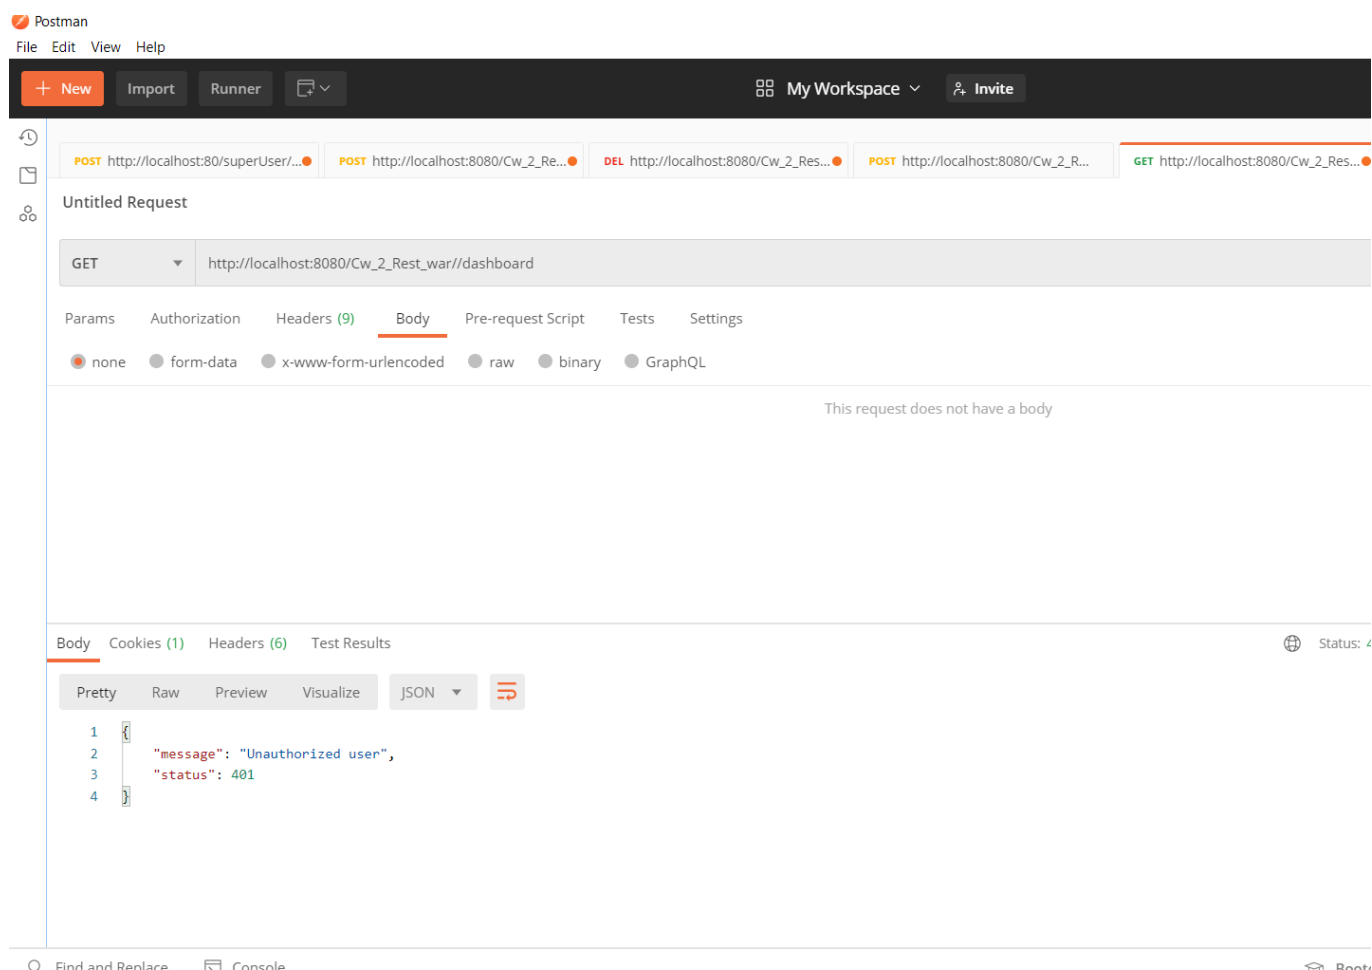 Postman
File Edit View Help
+ New Import Runner My Workspace Invite
POST http://localhost:80/superUser/... POST http://localhost:8080/Cw_2_Re... DEL http://localhost:8080/Cw_2_Res... POST http://localhost:8080/Cw_2_R... GET http://localhost:8080/Cw_2_Res...
Untitled Request
GET http://localhost:8080/Cw_2_Rest_war//dashboard
Params Authorization Headers (9) Body Pre-request Script Tests Settings
none form-data x-www-form-urlencoded raw binary GraphQL
This request does not have a body
Body Cookies (1) Headers (6) Test Results Status: 4
Pretty Raw Preview Visualize JSON
1 {
2 "message": "Unauthorized user",
3 "status": 401
4 }
Find and Replace Console